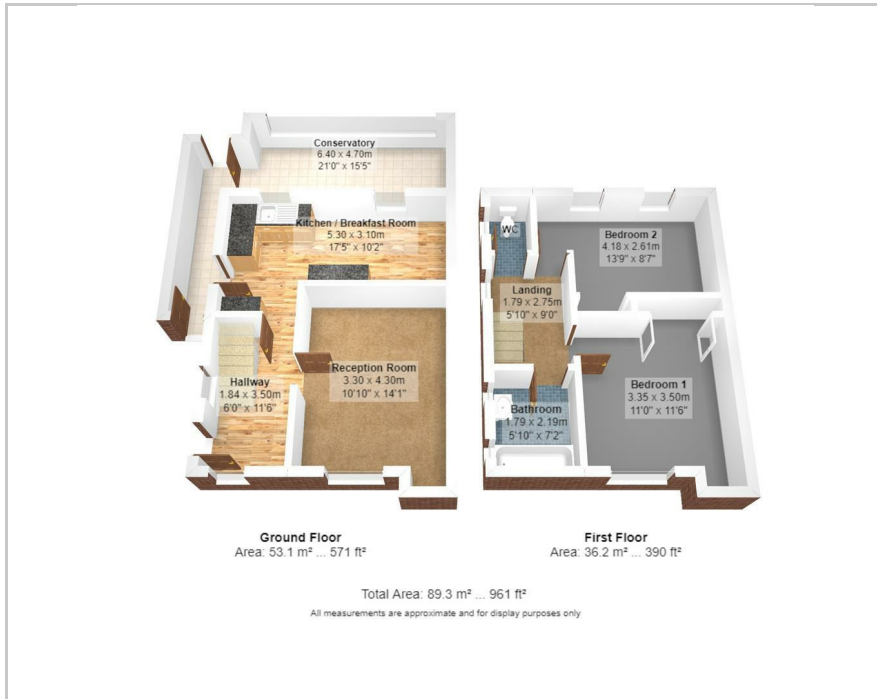 Conservatory
6.40 x 4.70m
21'0" x 15'5"
Kitchen / Breakfast Room
5.30 x 3.10m
17'5" x 10'2"
Reception Room
3.30 x 4.30m
10'10" x 14'1"
Hallway
1.84 x 3.50m
6'0" x 11'6"
Ground Floor
Area: 53.1 m² ... 571 ft²
WC
Bedroom 2
4.18 x 2.61m
13'9" x 8'7"
Landing
1.79 x 2.75m
5'10" x 9'0"
Bedroom 1
3.35 x 3.50m
11'0" x 11'6"
Bathroom
1.79 x 2.19m
5'10" x 7'2"
First Floor
Area: 36.2 m² ... 390 ft²
Total Area: 89.3 m² ... 961 ft²
All measurements are approximate and for display purposes only